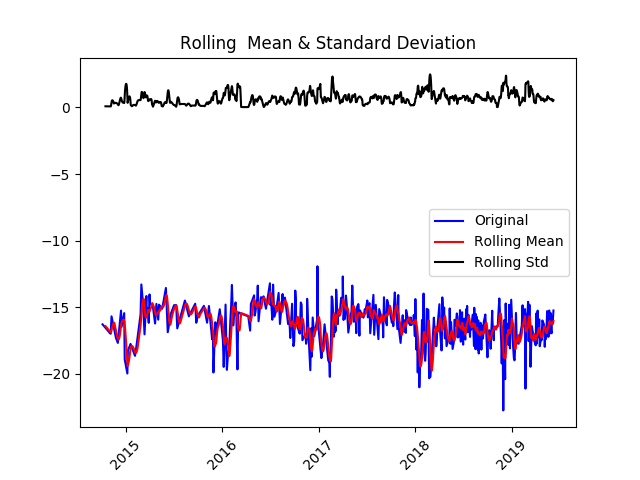 Rolling  Mean & Standard Deviation
0
−5
−10
−15
−20
Original
Rolling Mean
Rolling Std
2015
2016
2017
2018
2019